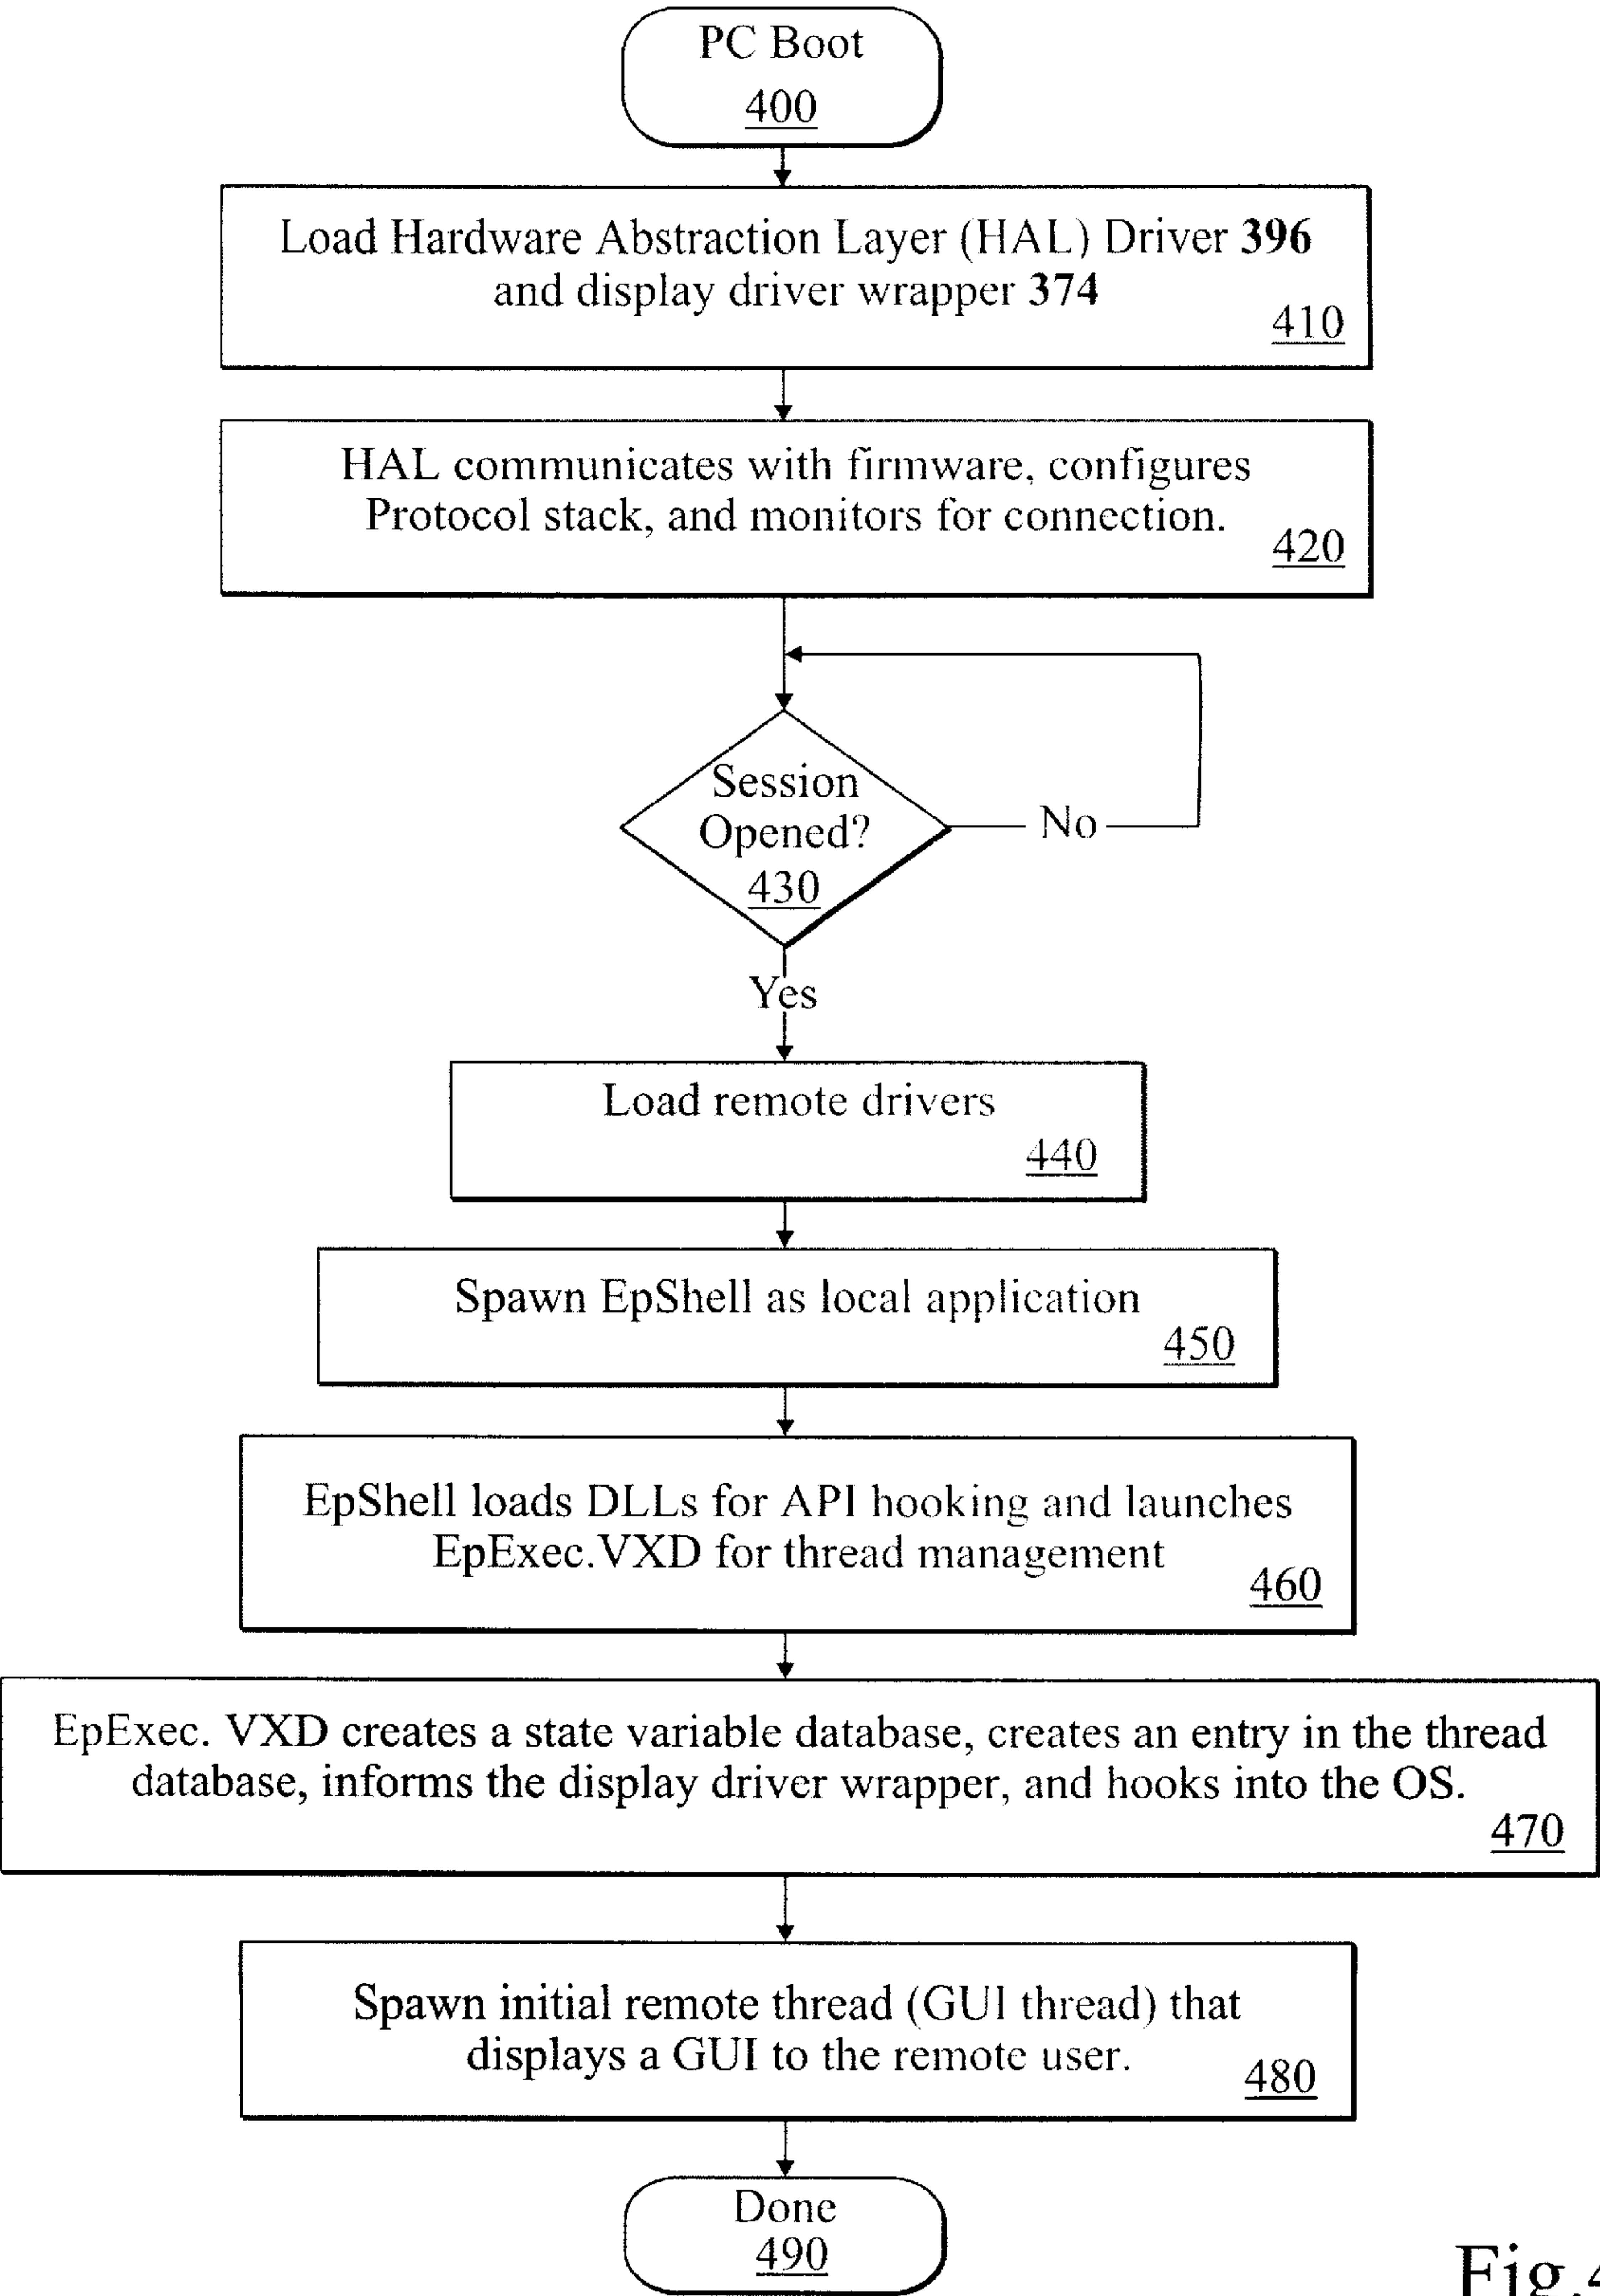 PC Boot
400
Load Hardware Abstraction Layer (HAL) Driver 396
and display driver wrapper 374
410
HAL communicates with firmware, configures
Protocol stack, and monitors for connection.
420
Session
Opened?
430
No
Yes
Load remote drivers
440
Spawn EpShell as local application
450
EpShell loads DLLs for API hooking and launches
EpExec.VXD for thread management
460
EpExec. VXD creates a state variable database, creates an entry in the thread
database, informs the display driver wrapper, and hooks into the OS.
470
Spawn initial remote thread (GUI thread) that
displays a GUI to the remote user.
480
Done
490
Fig.4